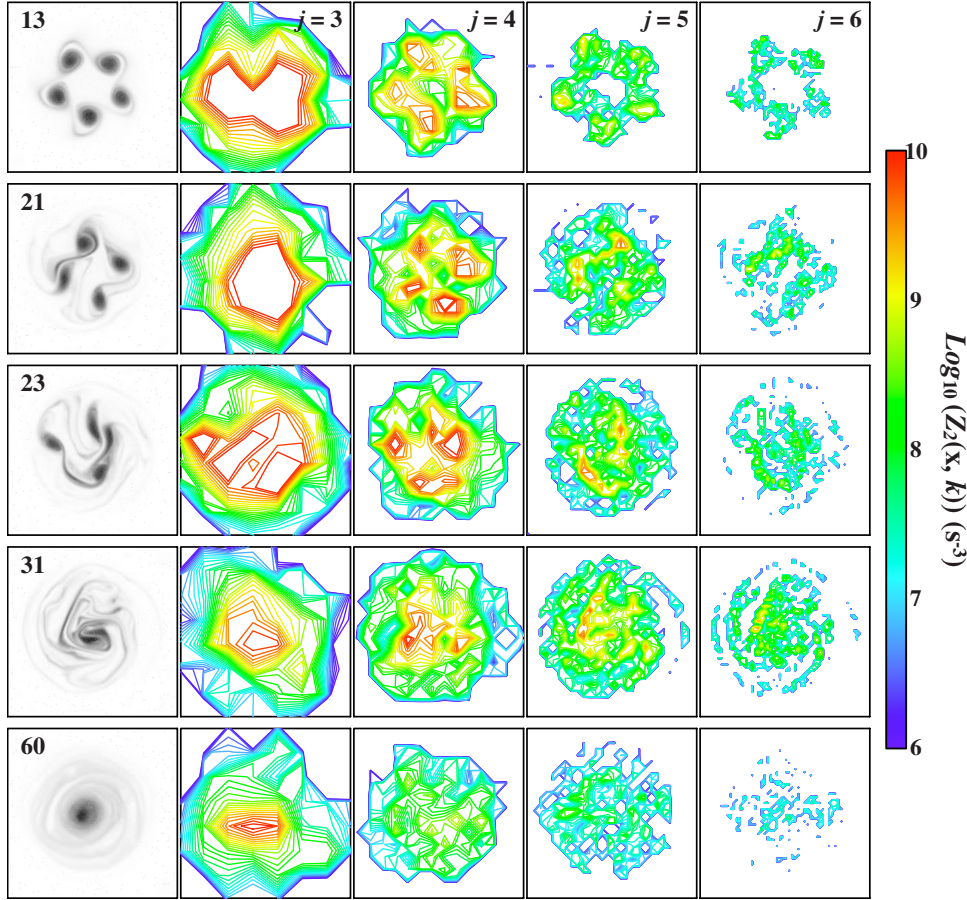 13
j = 3
j = 4
j = 5
j = 6
10
21
9
Log10(Z2(x, k)) (s-3)
23
8
31
7
60
6